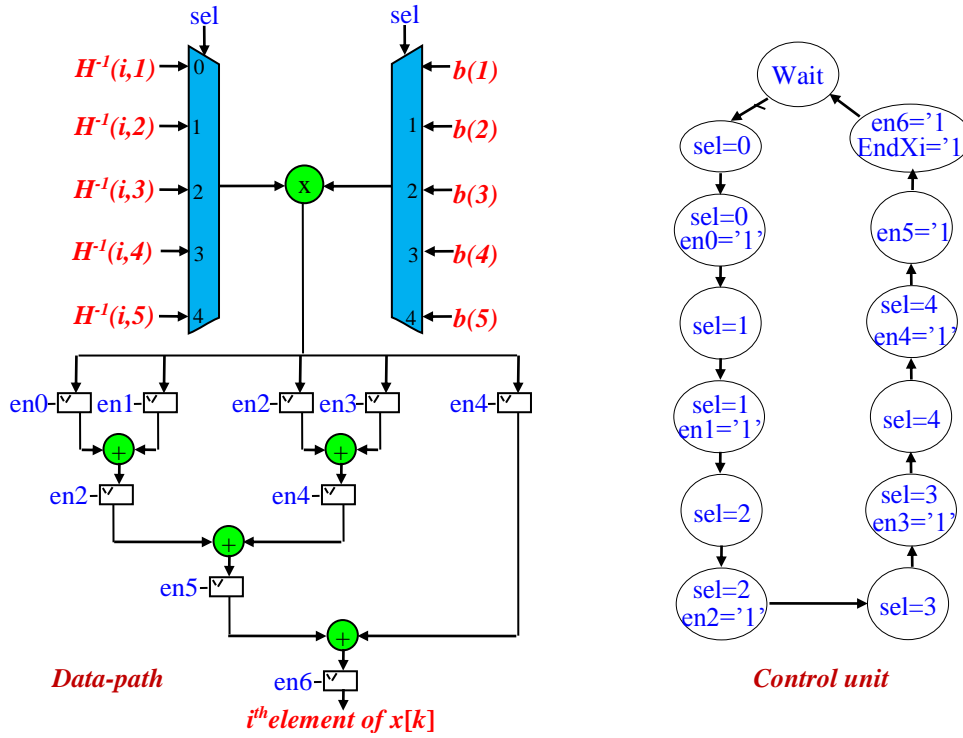 sel
sel
H⁻¹(i,1)
0
b(1)
H⁻¹(i,2)
1
1
b(2)
H⁻¹(i,3)
2
x
2
b(3)
H⁻¹(i,4)
3
3
b(4)
H⁻¹(i,5)
4
4
b(5)
en0
en1
en2
en3
en4
+
+
en2
en4
+
en5
+
en6
Data-path
iᵗʰelement of x[k]
Wait
sel=0
sel=0
en0='1'
sel=1
sel=1
en1='1'
sel=2
sel=2
en2='1'
sel=3
sel=3
en3='1'
sel=4
sel=4
en4='1'
en5='1
en6='1
EndXi='1
Control unit